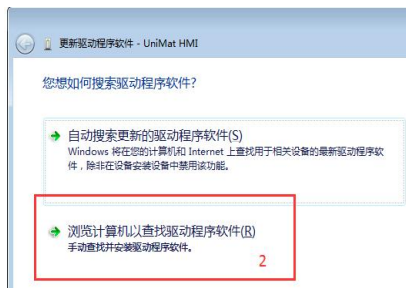 更新驱动程序软件 - UniMat HMI
您想如何搜索驱动程序软件?
自动搜索更新的驱动程序软件(S)
Windows 将在您的计算机和 Internet 上查找用于相关设备的最新驱动程序软
件，除非在设备安装设备中禁用该功能。
浏览计算机以查找驱动程序软件(R)
手动查找并安装驱动程序软件。
2